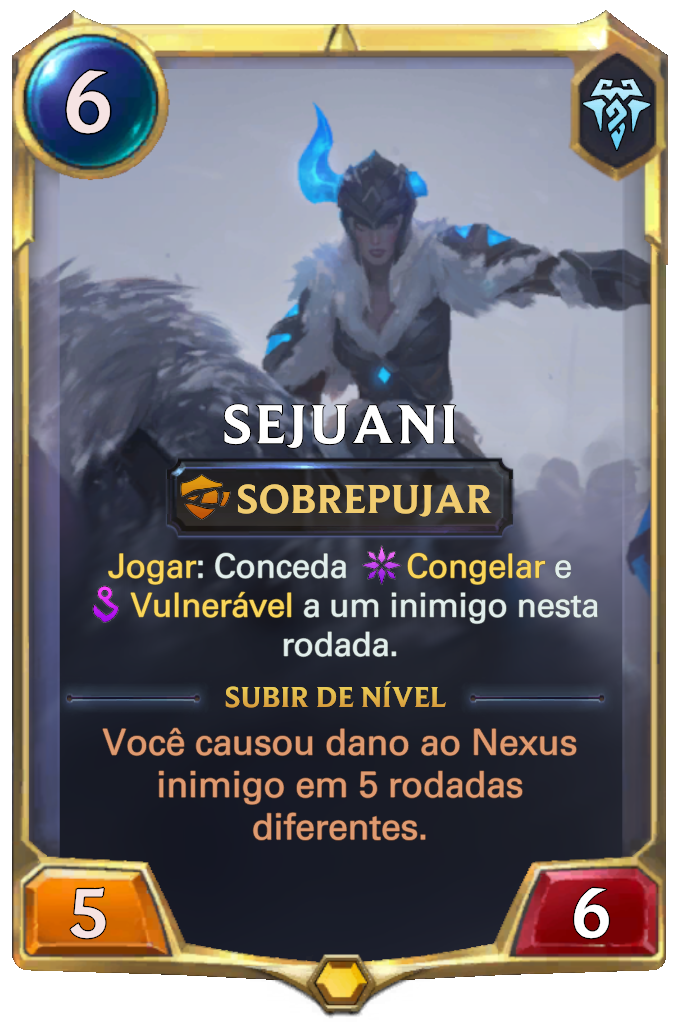 6
SEJUANI
SOBREPUJAR
Jogar: Conceda Congelar e
Vulnerável a um inimigo nesta
rodada.
SUBIR DE NÍVEL
Você causou dano ao Nexus
inimigo em 5 rodadas
diferentes.
5
6